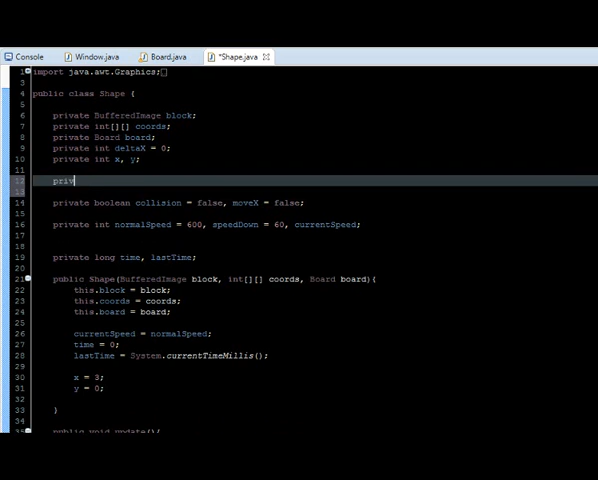 Console Window.java Board.java *Shape.java
1 import java.awt.Graphics;
3
4 public class Shape {
5
6 private BufferedImage block;
7 private int[][] coords;
8 private Board board;
9 private int deltaX = 0;
10 private int x, y;
11
12 priv
13
14 private boolean collision = false, moveX = false;
15
16 private int normalSpeed = 600, speedDown = 60, currentSpeed;
17
18
19 private long time, lastTime;
20
21 public Shape(BufferedImage block, int[][] coords, Board board){
22 this.block = block;
23 this.coords = coords;
24 this.board = board;
25
26 currentSpeed = normalSpeed;
27 time = 0;
28 lastTime = System.currentTimeMillis();
29
30 x = 3;
31 y = 0;
32
33 }
34
35 public void update(){